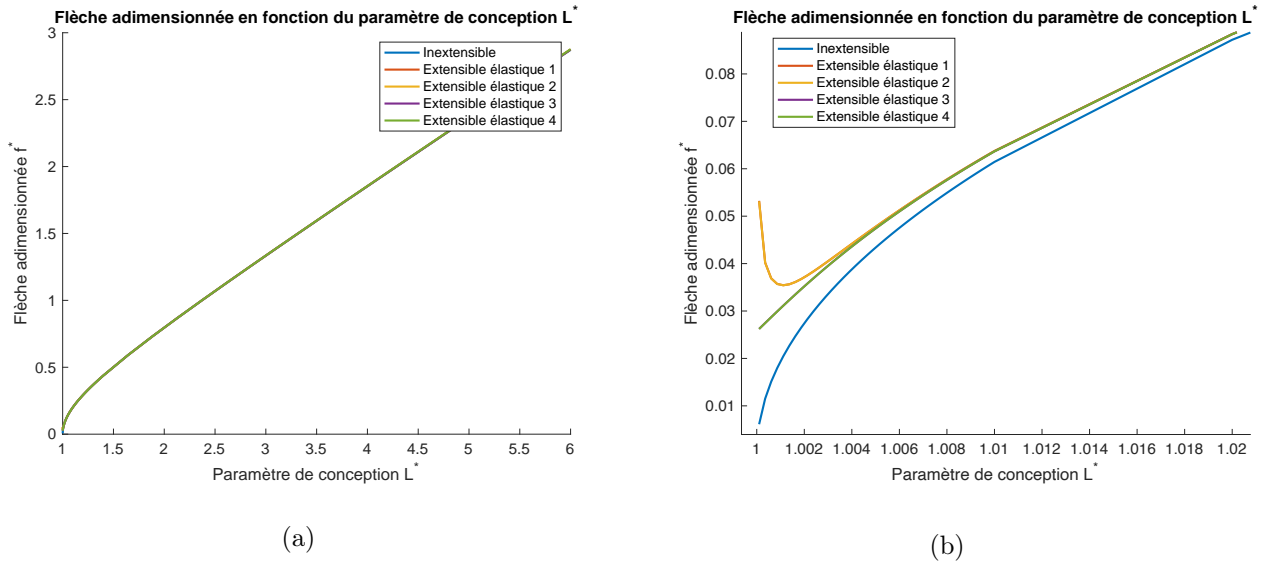 Flèche adimensionnée en fonction du paramètre de conception L*
Inextensible
Extensible élastique 1
Extensible élastique 2
Extensible élastique 3
Extensible élastique 4
3
2.5
2
1.5
1
0.5
0
Flèche adimensionnée f*
1 1.5 2 2.5 3 3.5 4 4.5 5 5.5 6
Paramètre de conception L*
(a)
Flèche adimensionnée en fonction du paramètre de conception L*
Inextensible
Extensible élastique 1
Extensible élastique 2
Extensible élastique 3
Extensible élastique 4
0.08
0.07
0.06
0.05
0.04
0.03
0.02
0.01
Flèche adimensionnée f*
1 1.002 1.004 1.006 1.008 1.01 1.012 1.014 1.016 1.018 1.02
Paramètre de conception L*
(b)